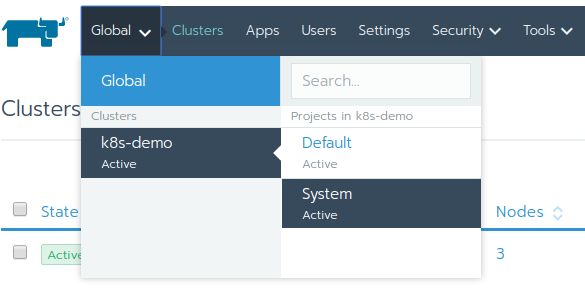 Global Clusters Apps Users Settings Security Tools
Global
Search...
Clusters
Clusters
Projects in k8s-demo
k8s-demo
Active
Default
Active
State
System
Active
Nodes
Active
3